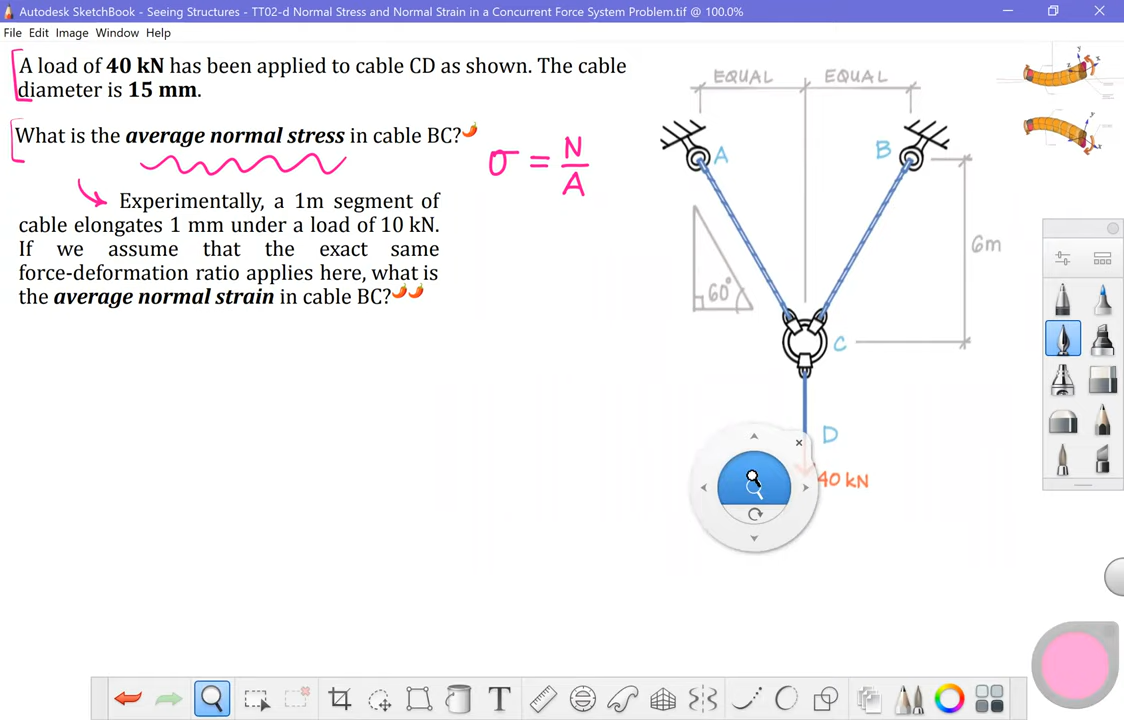 Autodesk SketchBook - Seeing Structures - TT02-d Normal Stress and Normal Strain in a Concurrent Force System Problem.tif @ 100.0%
File Edit Image Window Help
A load of 40 kN has been applied to cable CD as shown. The cable
diameter is 15 mm.
What is the average normal stress in cable BC?
σ = N
A
Experimentally, a 1m segment of
cable elongates 1 mm under a load of 10 kN.
If we assume that the exact same
force-deformation ratio applies here, what is
the average normal strain in cable BC?
EQUAL EQUAL
A
B
6m
60°
C
D
40 kN
T